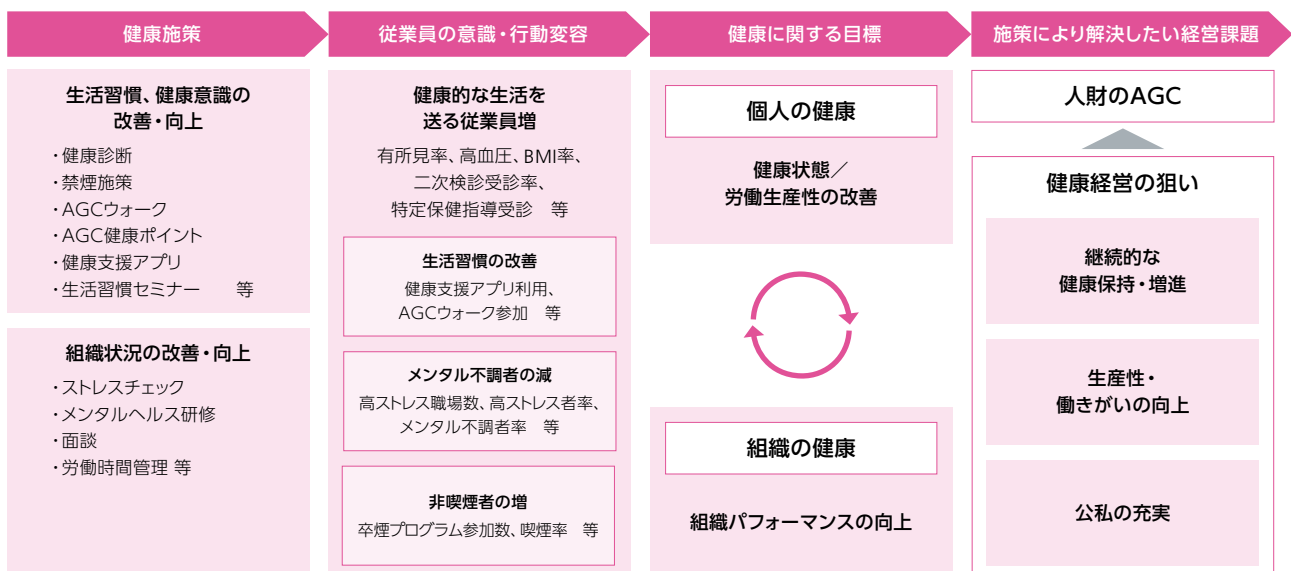 健康施策
従業員の意識・行動変容
健康に関する目標
施策により解決したい経営課題
生活習慣、健康意識の
改善・向上
・健康診断
・禁煙施策
・AGCウォーク
・AGC健康ポイント
・健康支援アプリ
・生活習慣セミナー 等
組織状況の改善・向上
・ストレスチェック
・メンタルヘルス研修
・面談
・労働時間管理 等
健康的な生活を
送る従業員増
有所見率、高血圧、BMI率、
二次検診受診率、
特定保健指導受診 等
生活習慣の改善
健康支援アプリ利用、
AGCウォーク参加 等
メンタル不調者の減
高ストレス職場数、高ストレス者率、
メンタル不調者率 等
非喫煙者の増
卒煙プログラム参加数、喫煙率 等
個人の健康
健康状態／
労働生産性の改善
組織の健康
組織パフォーマンスの向上
人財のAGC
健康経営の狙い
継続的な
健康保持・増進
生産性・
働きがいの向上
公私の充実